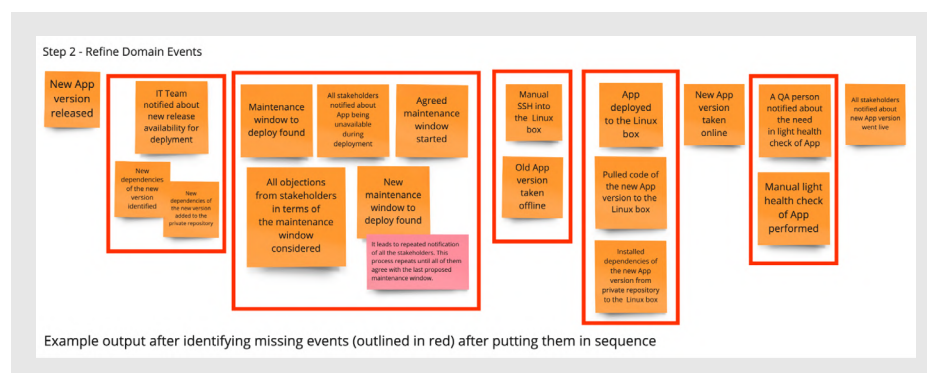 Step 2 - Refine Domain Events
New App
version
released
IT Team
notified about
new release
availability for
deplyment
New
dependencies
of the new
version
identified
New
dependencies of
the new version
added to the
private repository
Maintenance
window to
deploy found
All stakeholders
notified about
App being
unavailable
during
deployment
Agreed
maintenance
window
started
All objections
from stakeholders
in terms of
the maintenance
window
considered
New
maintenance
window to
deploy found
It leads to repeated notification
of all the stakeholders. This
process repeats until all of them
agree with the last proposed
maintenance window.
Manual
SSH into
the Linux
box
Old App
version
taken
offline
App
deployed
to the Linux
box
Pulled code of
the new App
version to the
Linux box
Installed
dependencies of
the new App
version from
private repository
to the Linux box
New App
version
taken
online
A QA person
notified about
the need
in light health
check of App
Manual light
health check
of App
performed
All stakeholders
notified about
new App version
went live
Example output after identifying missing events (outlined in red) after putting them in sequence